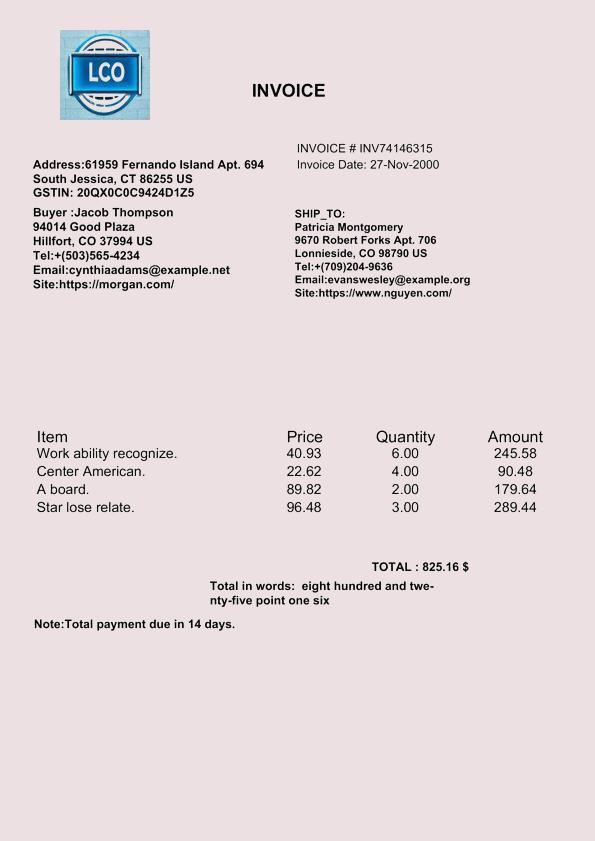 LCO
INVOICE
INVOICE # INV74146315
Invoice Date: 27-Nov-2000
Address:61959 Fernando Island Apt. 694
South Jessica, CT 86255 US
GSTIN: 20QX0C0C9424D1Z5
Buyer :Jacob Thompson
94014 Good Plaza
Hillfort, CO 37994 US
Tel:+(503)565-4234
Email:cynthiaadams@example.net
Site:https://morgan.com/
SHIP_TO:
Patricia Montgomery
9670 Robert Forks Apt. 706
Lonnieside, CO 98790 US
Tel:+(709)204-9636
Email:evanswesley@example.org
Site:https://www.nguyen.com/
Item Price Quantity Amount
Work ability recognize. 40.93 6.00 245.58
Center American. 22.62 4.00 90.48
A board. 89.82 2.00 179.64
Star lose relate. 96.48 3.00 289.44
TOTAL : 825.16 $
Total in words:  eight hundred and twe-
nty-five point one six
Note:Total payment due in 14 days.